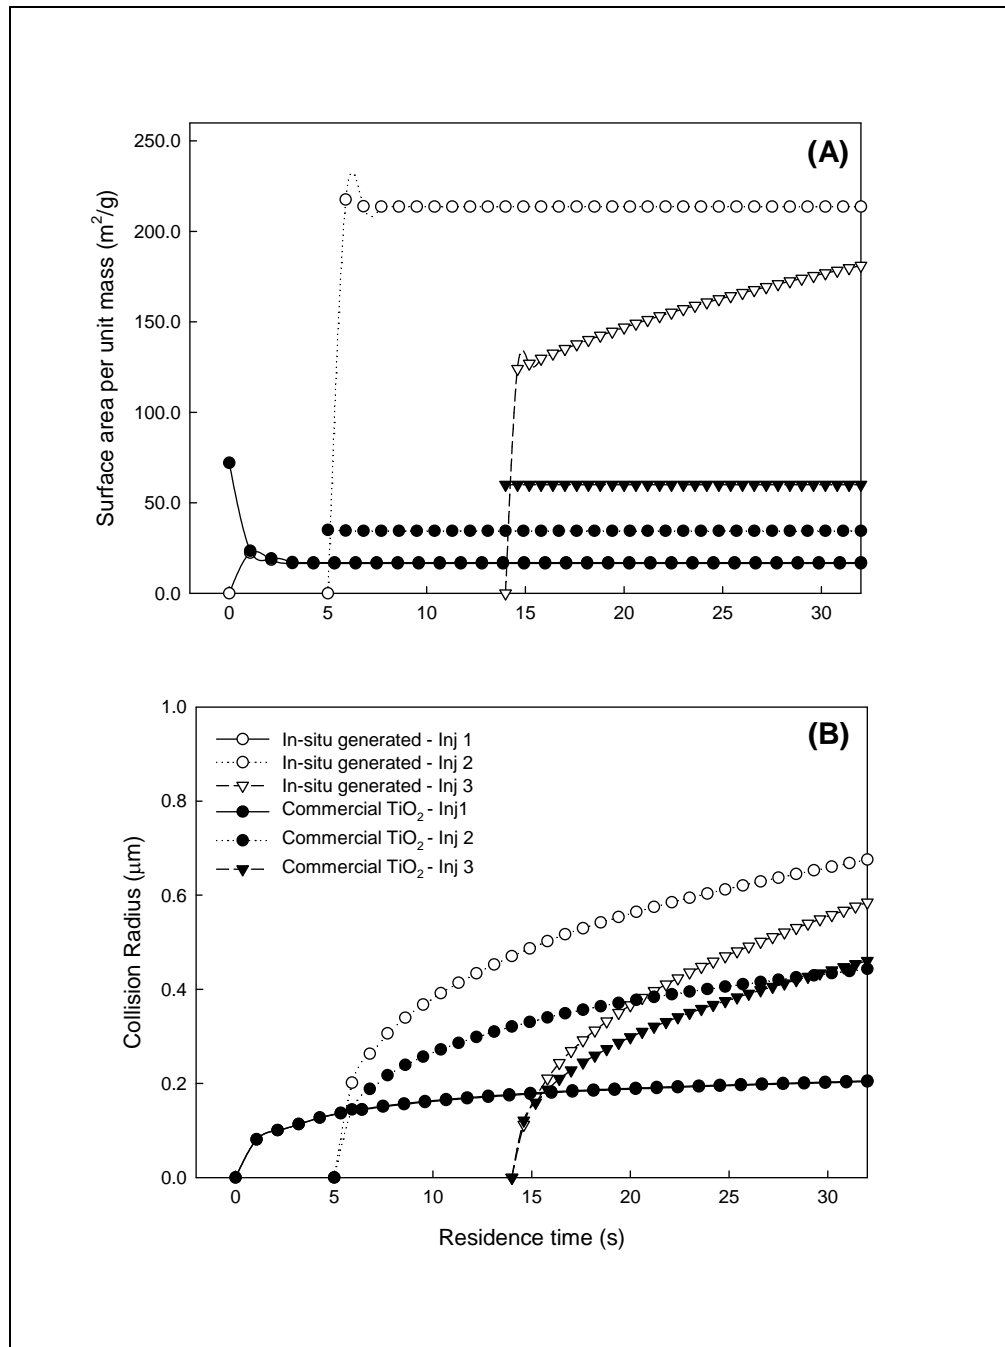 (A)
Surface area per unit mass (m²/g)
250.0
200.0
150.0
100.0
50.0
0.0
0 5 10 15 20 25 30
(B)
Collision Radius (μm)
1.0
0.8
0.6
0.4
0.2
0.0
In-situ generated - Inj 1
In-situ generated - Inj 2
In-situ generated - Inj 3
Commercial TiO₂ - Inj1
Commercial TiO₂ - Inj 2
Commercial TiO₂ - Inj 3
0 5 10 15 20 25 30
Residence time (s)